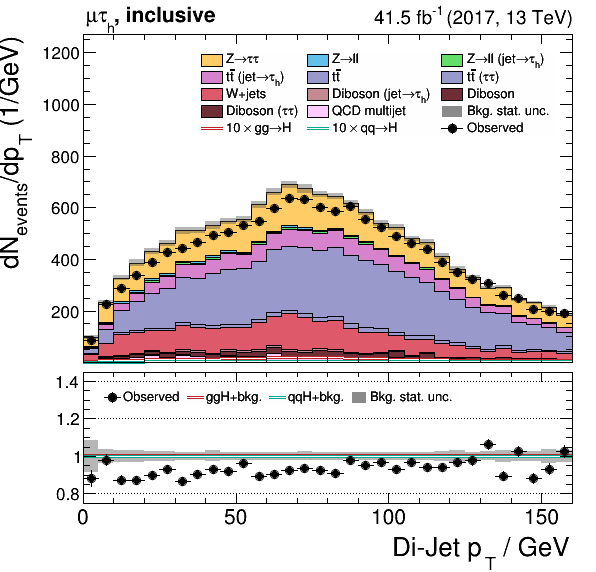 μτh, inclusive 41.5 fb-1 (2017, 13 TeV)
dNevents/dpT (1/GeV)
1200
1000
800
600
400
200
Z→ττ Z→ll Z→ll (jet→τh)
tt̄ (jet→τh) tt̄ tt̄ (ττ)
W+jets Diboson (jet→τh) Diboson
Diboson (ττ) QCD multijet Bkg. stat. unc.
10 × gg→H 10 × qq→H Observed
1.4
1.2
1
0.8
Observed ggH+bkg. qqH+bkg. Bkg. stat. unc.
0 50 100 150
Di-Jet pT / GeV